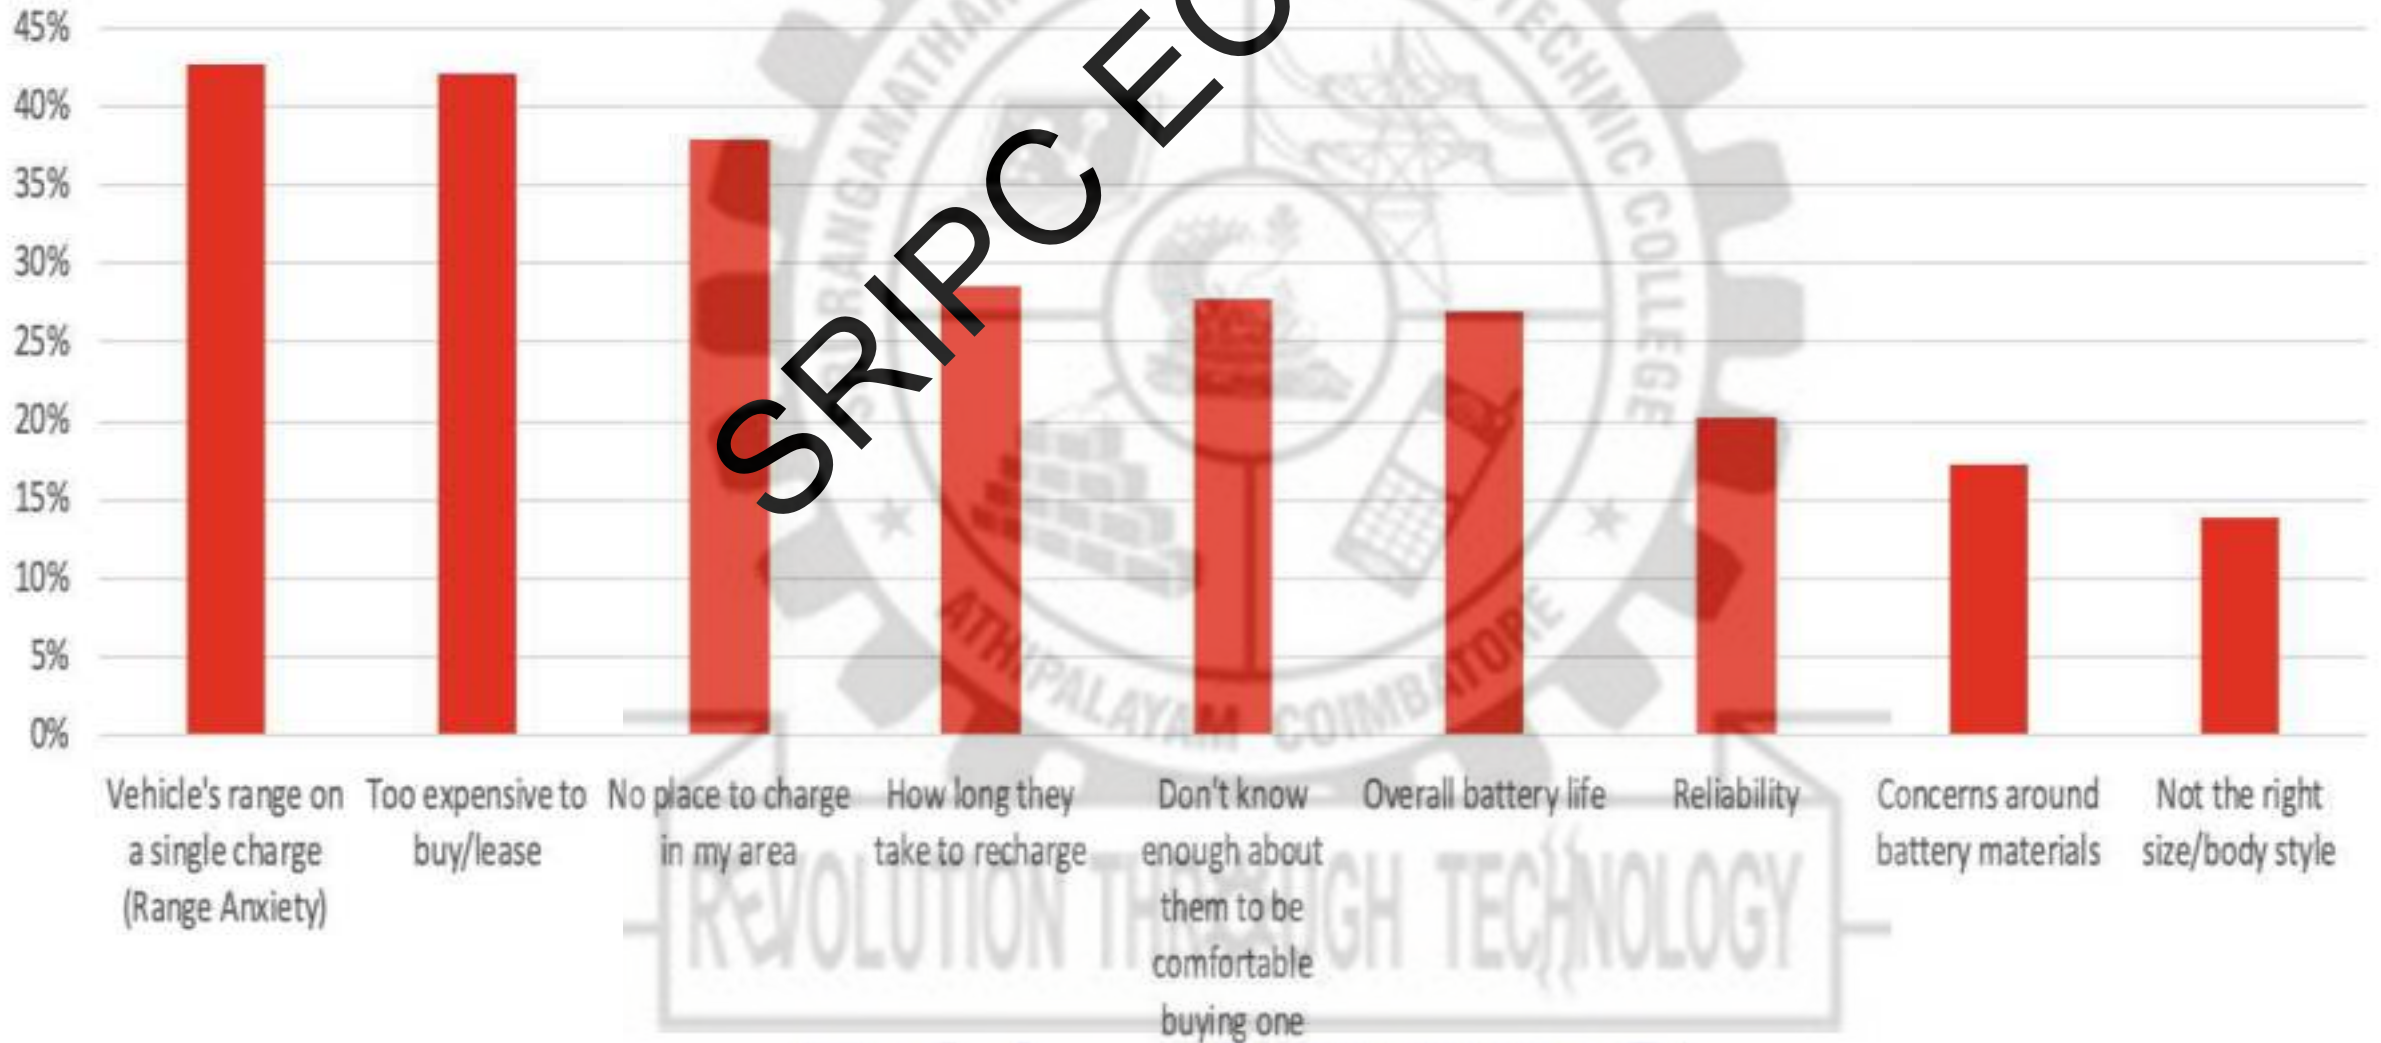 45%
40%
35%
30%
25%
20%
15%
10%
5%
0%
Vehicle's range on
a single charge
(Range Anxiety)
Too expensive to
buy/lease
No place to charge
in my area
How long they
take to recharge
Don't know
enough about
them to be
comfortable
buying one
Overall battery life
Reliability
Concerns around
battery materials
Not the right
size/body style
SRIPC
RANGANATHAR
TECHNIC COLLEGE
ATHIPALAYAM COIMBATORE
REVOLUTION THROUGH TECHNOLOGY